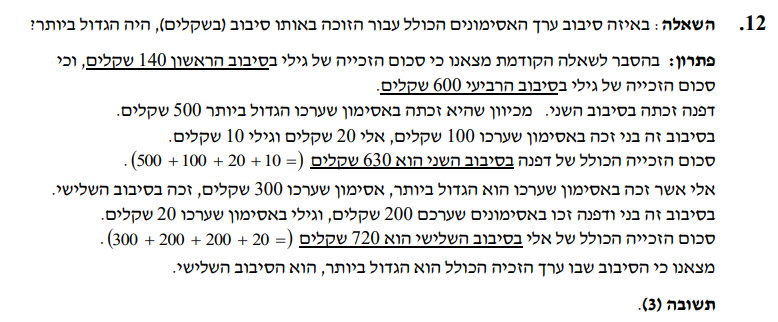 12. השאלה: באיזה סיבוב ערך האסימונים הכולל עבור הזוכה באותו סיבוב (בשקלים), היה הגדול ביותר?
פתרון: בהסבר לשאלה הקודמת מצאנו כי סכום הזכייה של גילי בסיבוב הראשון 140 שקלים, וכי
סכום הזכייה של גילי בסיבוב הרביעי 600 שקלים.
דפנה זכתה בסיבוב השני. מכיוון שהיא זכתה באסימון שערכו הגדול ביותר 500 שקלים.
בסיבוב זה בני זכה באסימון שערכו 100 שקלים, אלי 20 שקלים וגילי 10 שקלים.
סכום הזכייה הכולל של דפנה בסיבוב השני הוא 630 שקלים (= 10 + 20 + 100 + 500).
אלי אשר זכה באסימון שערכו הוא הגדול ביותר, אסימון שערכו 300 שקלים, זכה בסיבוב השלישי.
בסיבוב זה בני ודפנה זכו באסימונים שערכם 200 שקלים, וגילי באסימון שערכו 20 שקלים.
סכום הזכייה הכולל של אלי בסיבוב השלישי הוא 720 שקלים (= 20 + 200 + 200 + 300).
מצאנו כי הסיבוב שבו ערך הזכיה הכולל הוא הגדול ביותר, הוא הסיבוב השלישי.
תשובה (3).